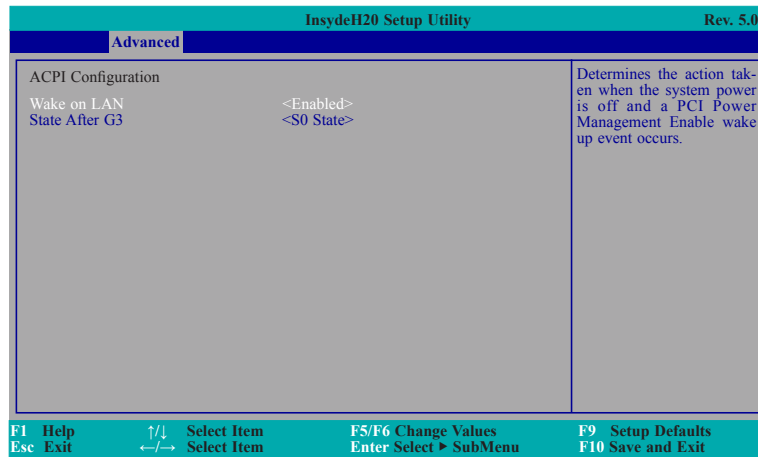 InsydeH20 Setup Utility Rev. 5.0
Advanced
ACPI Configuration
Wake on LAN <Enabled>
State After G3 <S0 State>
Determines the action tak-
en when the system power
is off and a PCI Power
Management Enable wake
up event occurs.
F1 Help ↑/↓ Select Item F5/F6 Change Values F9 Setup Defaults
Esc Exit ←/→ Select Item Enter Select ▶ SubMenu F10 Save and Exit